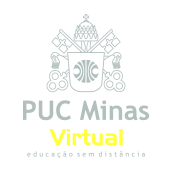 PUC Minas
Virtual
educação sem distância